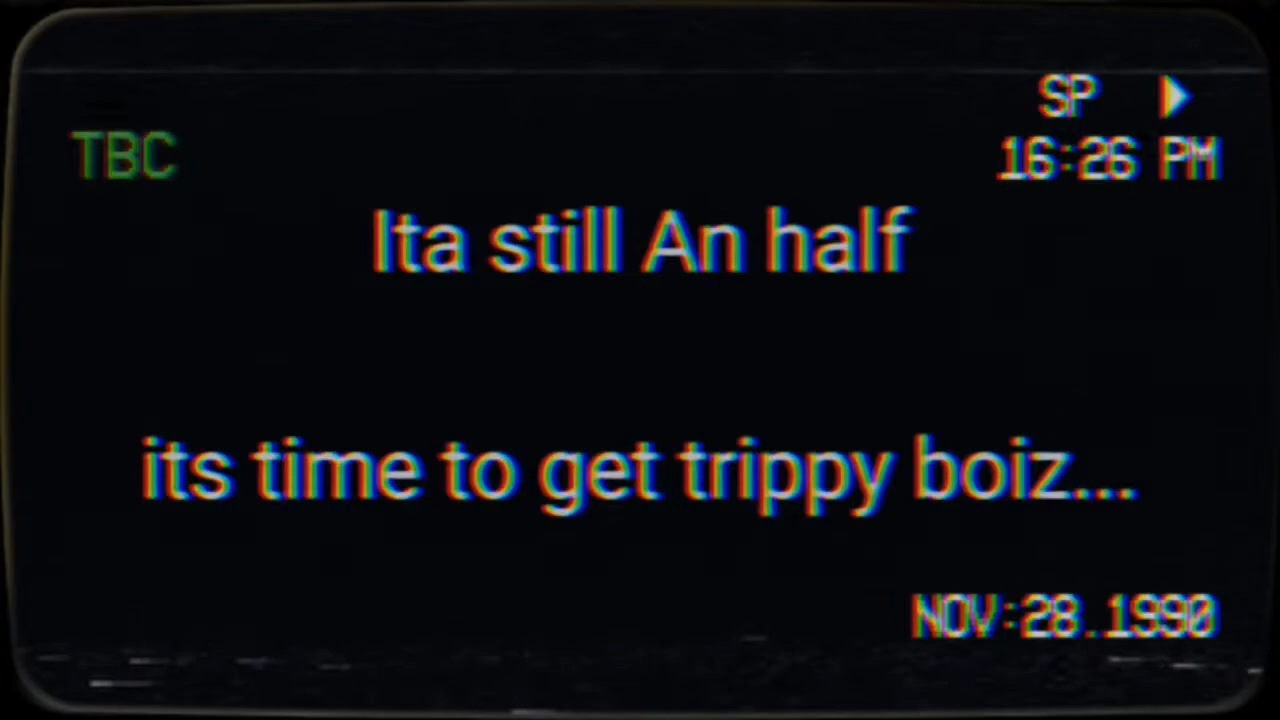 SP
TBC
16:26 PM
Ita still An half
its time to get trippy boiz...
NOV:28.1990